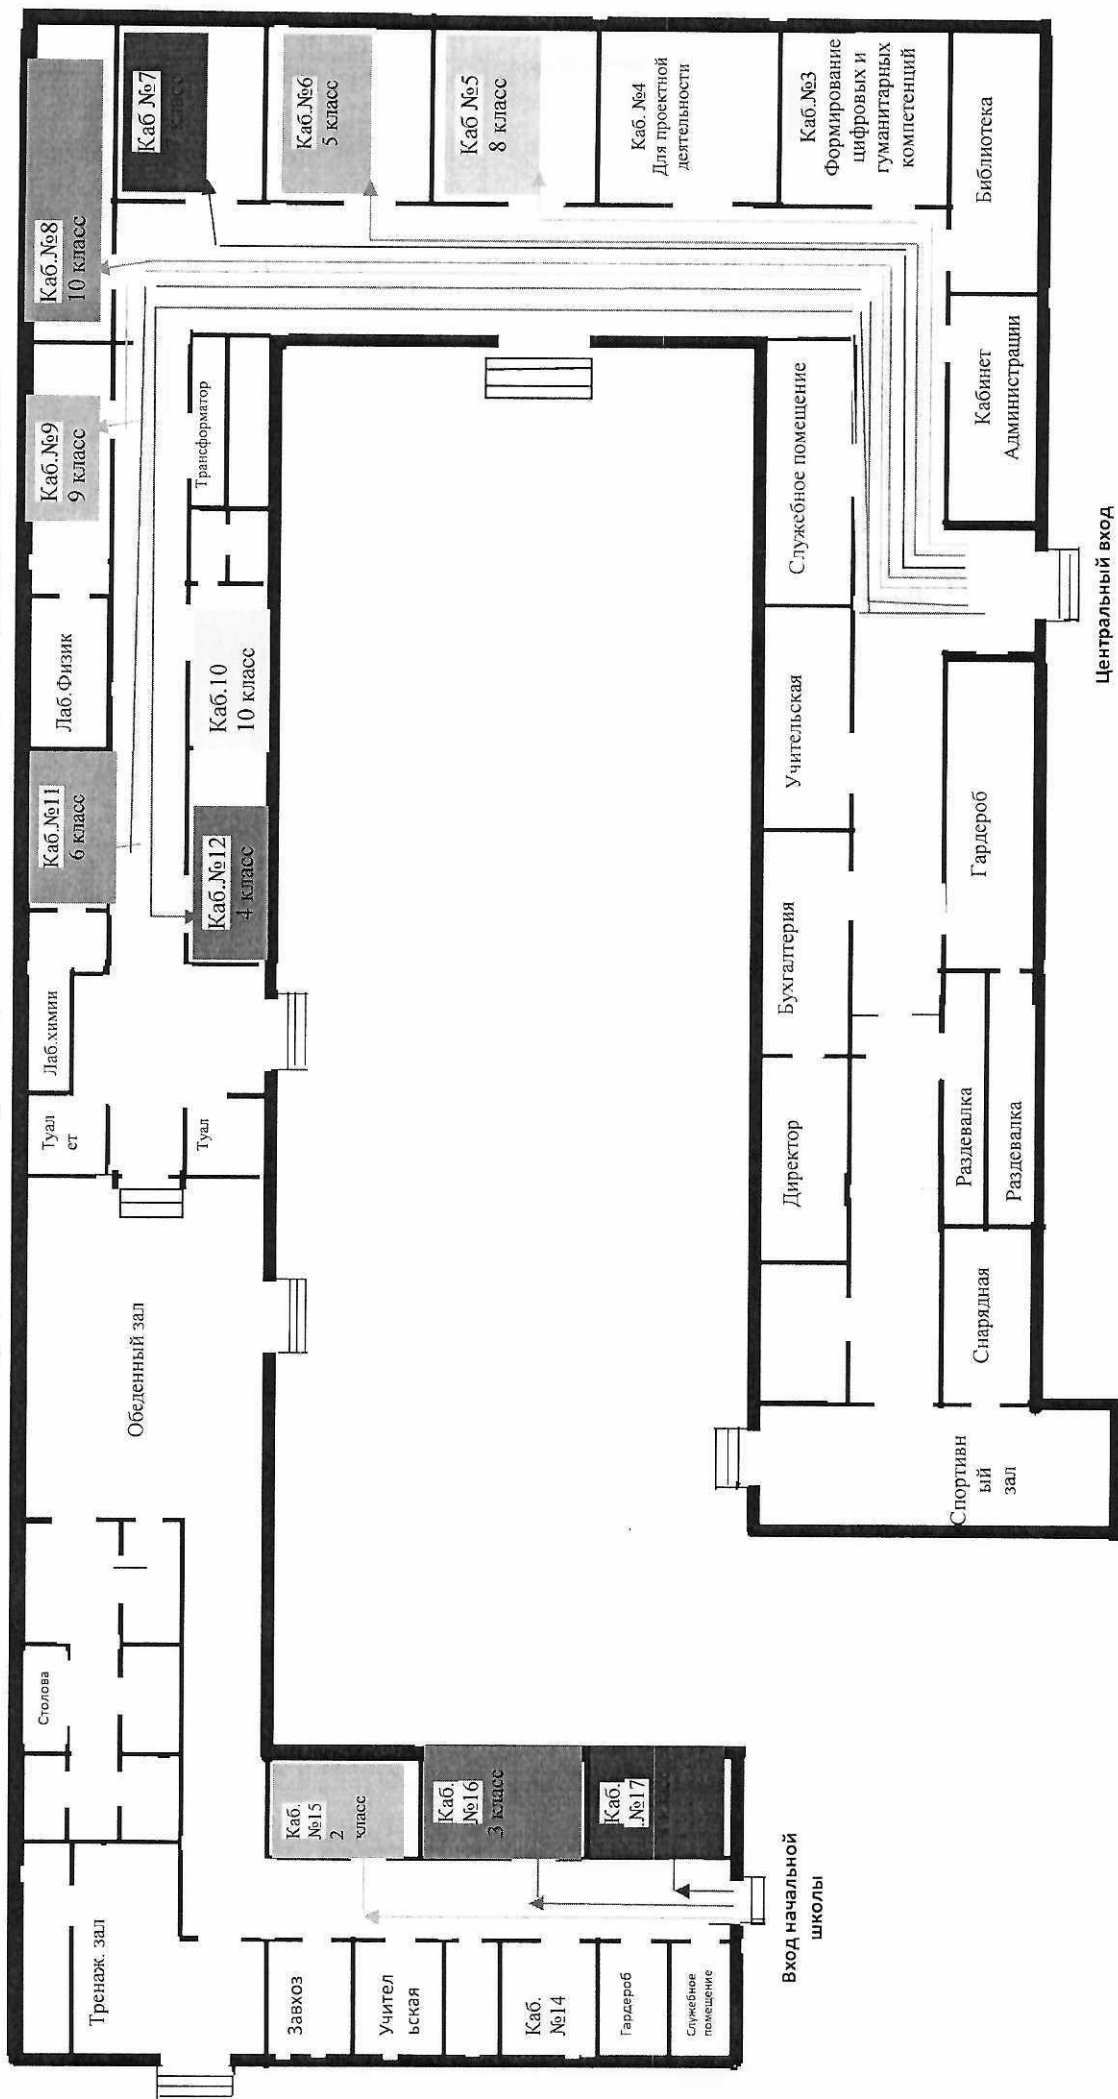 Тренаж. зал
Столова
Обеденный зал
Туал
ет
Лаб.химии
Каб.№11
6 класс
Лаб.Физик
Каб.№9
9 класс
Каб.№8
10 класс
Туал
Каб.№12
4 класс
Каб.10
10 класс
Трансформатор
Каб №7
класс
Каб.№6
5 класс
Каб №5
8 класс
Каб. №4
Для проектной
деятельности
Каб.№3
Формирование
цифровых и
гуманитарных
компетенций
Библиотека
Завхоз
Учител
ьская
Каб.
№14
Гардероб
Служебное
помещение
Каб.
№15
2
класс
Каб.
№16
3 класс
Каб.
№17
Вход начальной
школы
Директор
Бухгалтерия
Учительская
Служебное помещение
Спортивн
ый
зал
Снарядная
Раздевалка
Раздевалка
Гардероб
Кабинет
Администрации
Центральный вход